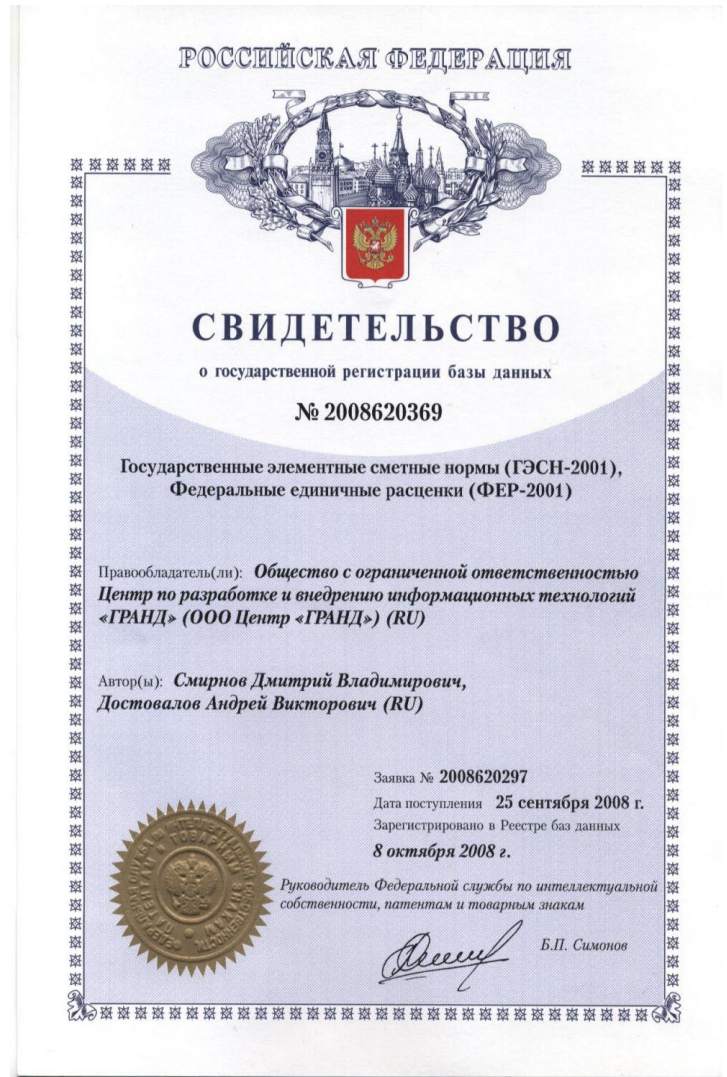 РОССИЙСКАЯ ФЕДЕРАЦИЯ
СВИДЕТЕЛЬСТВО
о государственной регистрации базы данных
№ 2008620369
Государственные элементные сметные нормы (ГЭСН-2001),
Федеральные единичные расценки (ФЕР-2001)
Правообладатель(ли): Общество с ограниченной ответственностью
Центр по разработке и внедрению информационных технологий
«ГРАНД» (ООО Центр «ГРАНД») (RU)
Автор(ы): Смирнов Дмитрий Владимирович,
Достовалов Андрей Викторович (RU)
Заявка № 2008620297
Дата поступления 25 сентября 2008 г.
Зарегистрировано в Реестре баз данных
8 октября 2008 г.
Руководитель Федеральной службы по интеллектуальной
собственности, патентам и товарным знакам
Б.П. Симонов